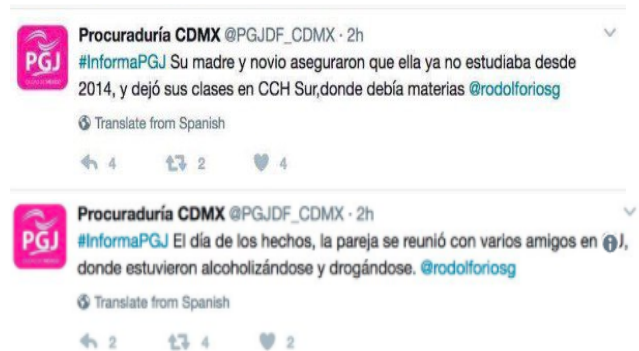 Procuraduría CDMX @PGJDF_CDMX · 2h
PGJ
#InformaPGJ Su madre y novio aseguraron que ella ya no estudiaba desde
2014, y dejó sus clases en CCH Sur,donde debía materias @rodolforiosg
Translate from Spanish
4 2 4
Procuraduría CDMX @PGJDF_CDMX · 2h
PGJ
#InformaPGJ El día de los hechos, la pareja se reunió con varios amigos en
donde estuvieron alcoholizándose y drogándose. @rodolforiosg
Translate from Spanish
2 4 2